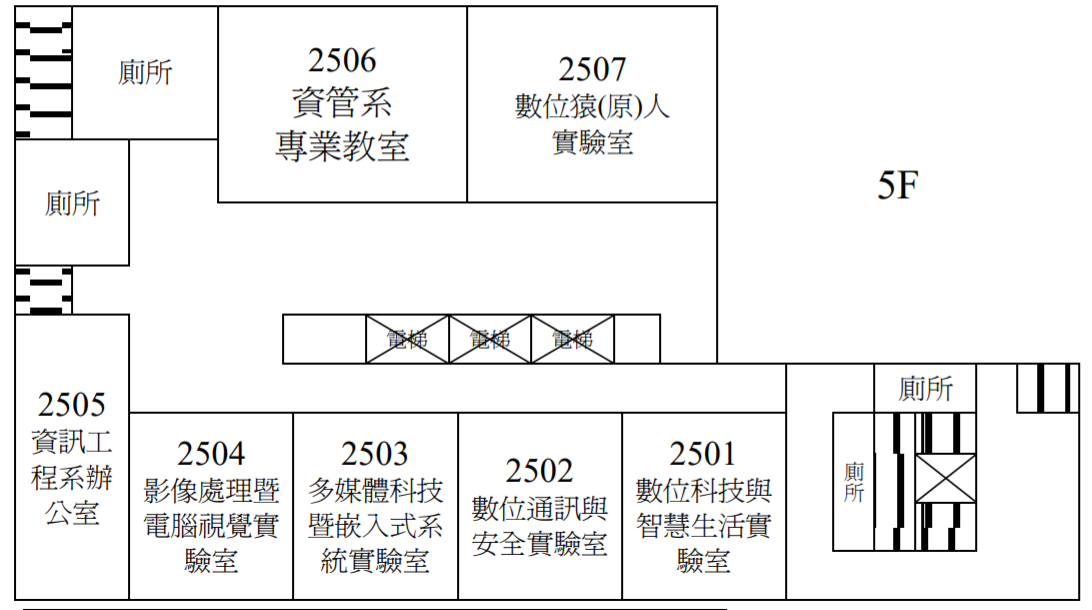 廁所
2506
資管系
專業教室
2507
數位猿(原)人
實驗室
5F
廁所
電梯
電梯
電梯
廁所
廁所
2505
資訊工
程系辦
公室
2504
影像處理暨
電腦視覺實
驗室
2503
多媒體科技
暨嵌入式系
統實驗室
2502
數位通訊與
安全實驗室
2501
數位科技與
智慧生活實
驗室